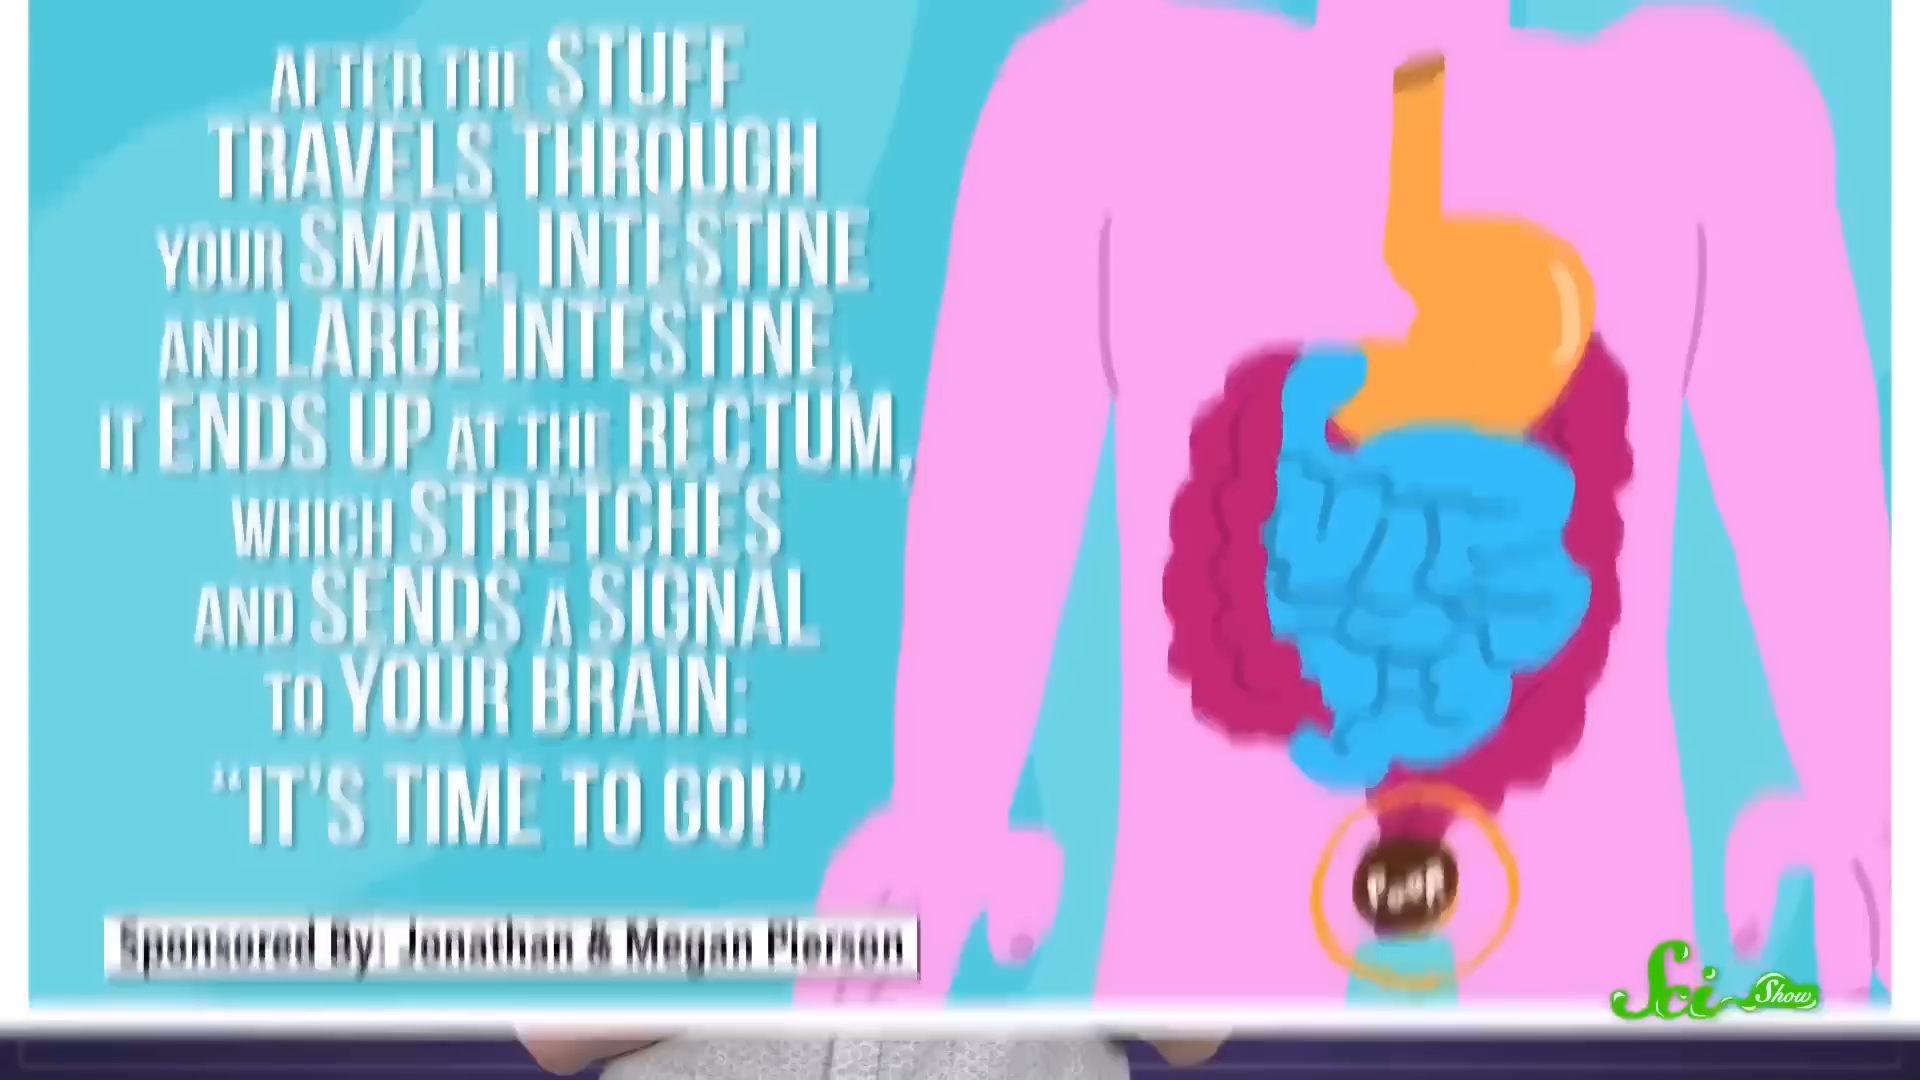 AFTER THE STUFF
TRAVELS THROUGH
YOUR SMALL INTESTINE
AND LARGE INTESTINE,
IT ENDS UP AT THE RECTUM,
WHICH STRETCHES
AND SENDS A SIGNAL
TO YOUR BRAIN:
“IT'S TIME TO GO!”
POOP
Sponsored By: Jonathan & Megan Pierson
Sci Show